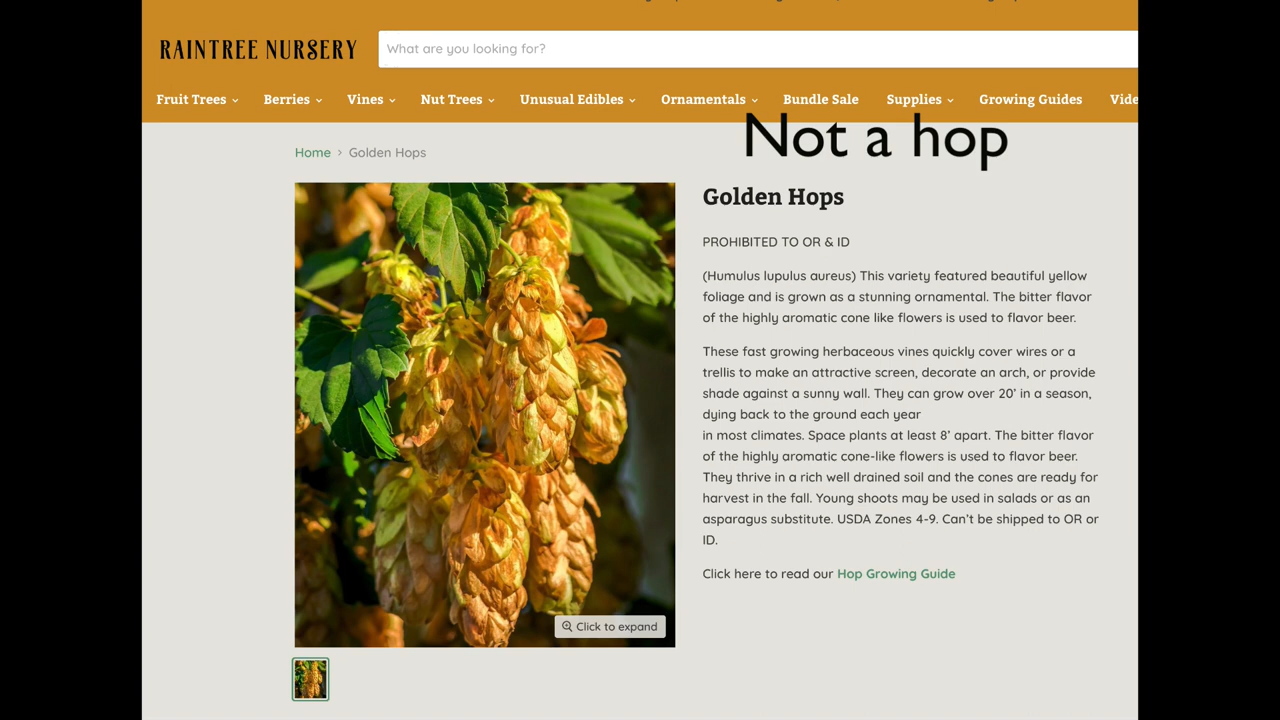 RAINTREE NURSERY
What are you looking for?
Fruit Trees
Berries
Vines
Nut Trees
Unusual Edibles
Ornamentals
Bundle Sale
Supplies
Growing Guides
Vide
Not a hop
Home > Golden Hops
Golden Hops
PROHIBITED TO OR & ID
(Humulus lupulus aureus) This variety featured beautiful yellow
foliage and is grown as a stunning ornamental. The bitter flavor
of the highly aromatic cone like flowers is used to flavor beer.
These fast growing herbaceous vines quickly cover wires or a
trellis to make an attractive screen, decorate an arch, or provide
shade against a sunny wall. They can grow over 20’ in a season,
dying back to the ground each year
in most climates. Space plants at least 8’ apart. The bitter flavor
of the highly aromatic cone-like flowers is used to flavor beer.
They thrive in a rich well drained soil and the cones are ready for
harvest in the fall. Young shoots may be used in salads or as an
asparagus substitute. USDA Zones 4-9. Can’t be shipped to OR or
ID.
Click here to read our Hop Growing Guide
Click to expand